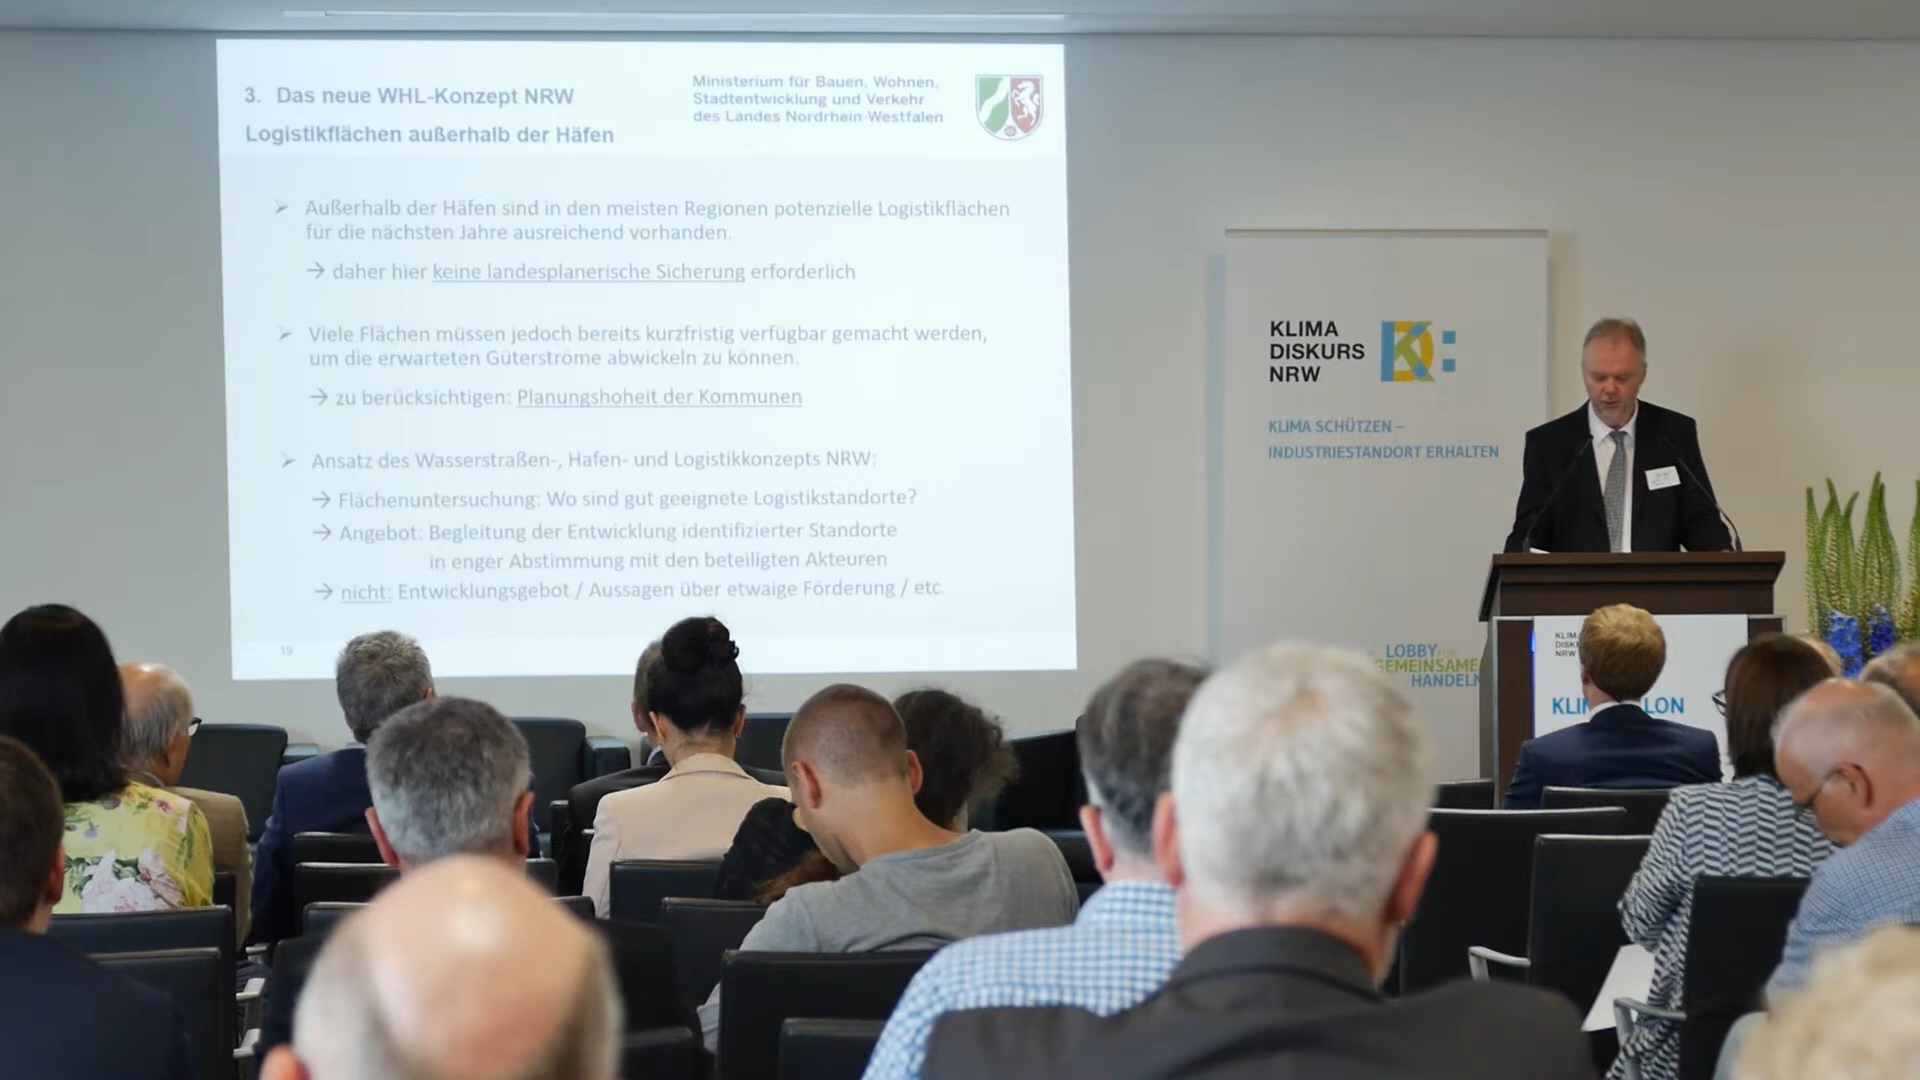 3. Das neue WHL-Konzept NRW
Logistikflächen außerhalb der Häfen
Ministerium für Bauen, Wohnen,
Stadtentwicklung und Verkehr
des Landes Nordrhein-Westfalen
➢ Außerhalb der Häfen sind in den meisten Regionen potenzielle Logistikflächen
für die nächsten Jahre ausreichend vorhanden.
→ daher hier keine landesplanerische Sicherung erforderlich
➢ Viele Flächen müssen jedoch bereits kurzfristig verfügbar gemacht werden,
um die erwarteten Güterströme abwickeln zu können.
→ zu berücksichtigen: Planungshoheit der Kommunen
➢ Ansatz des Wasserstraßen-, Hafen- und Logistikkonzepts NRW:
→ Flächenuntersuchung: Wo sind gut geeignete Logistikstandorte?
→ Angebot: Begleitung der Entwicklung identifizierter Standorte
in enger Abstimmung mit den beteiligten Akteuren
→ nicht: Entwicklungsgebot / Aussagen über etwaige Förderung / etc.
19
KLIMA
DISKURS
NRW
KLIMA SCHÜTZEN –
INDUSTRIESTANDORT ERHALTEN
LOBBY
GEMEINSAME
HANDELN
NRW